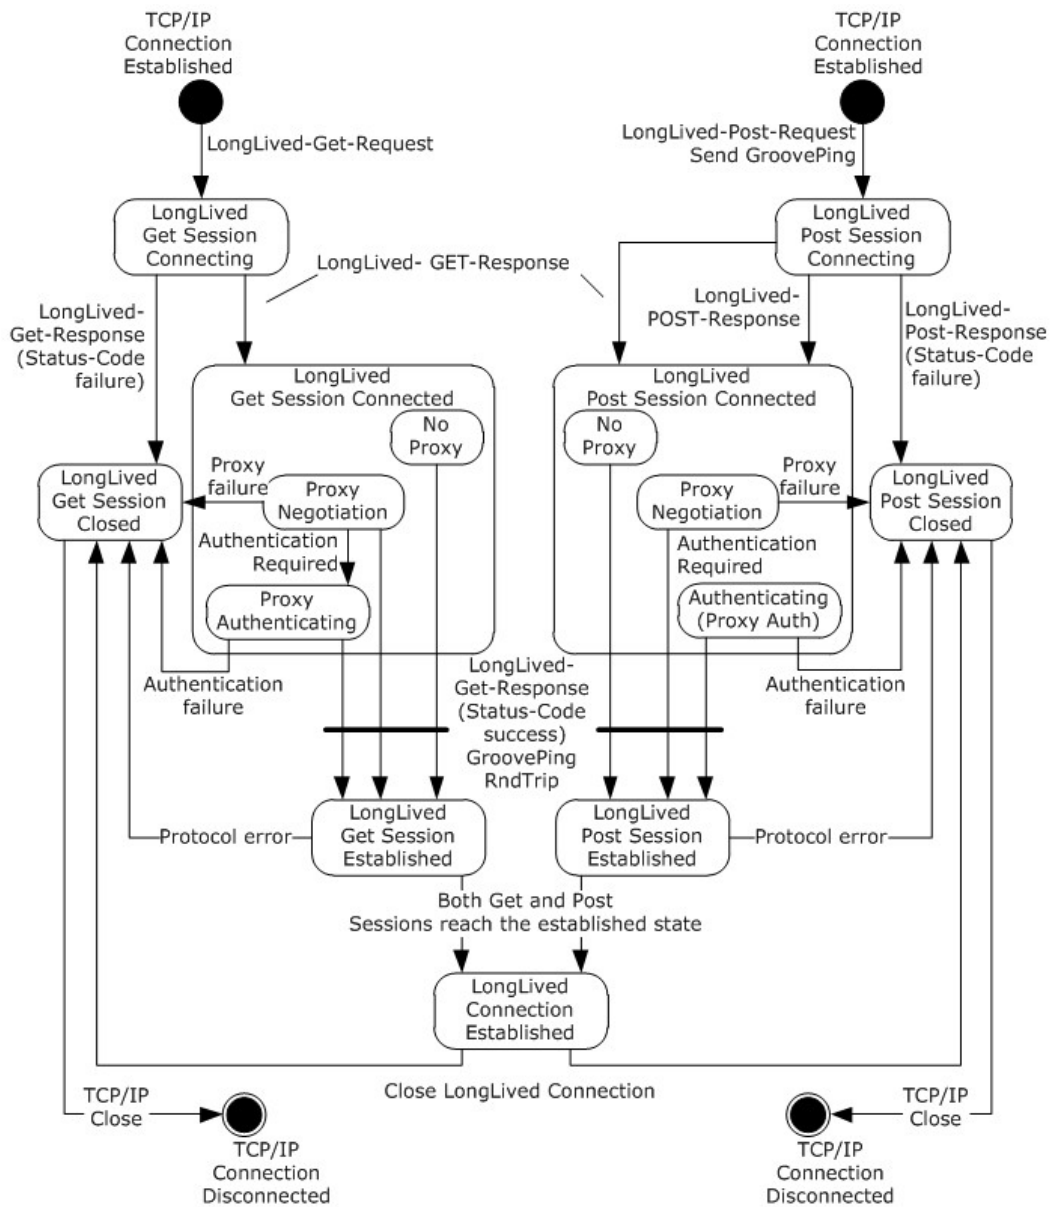 TCP/IP
Connection
Established
TCP/IP
Connection
Established
LongLived-Get-Request
LongLived-Post-Request
Send GroovePing
LongLived
Get Session
Connecting
LongLived
Post Session
Connecting
LongLived- GET-Response
LongLived-
Get-Response
(Status-Code
failure)
LongLived-
POST-Response
LongLived-
Post-Response
(Status-Code
failure)
LongLived
Get Session Connected
No
Proxy
LongLived
Post Session Connected
No
Proxy
LongLived
Get Session
Closed
Proxy
failure
Proxy
Negotiation
Proxy
Negotiation
Proxy
failure
LongLived
Post Session
Closed
Authentication
Required
Authentication
Required
Proxy
Authenticating
Authenticating
(Proxy Auth)
Authentication
failure
LongLived-
Get-Response
(Status-Code
success)
GroovePing
RndTrip
Authentication
failure
LongLived
Get Session
Established
LongLived
Post Session
Established
Protocol error
Protocol error
Both Get and Post
Sessions reach the established state
LongLived
Connection
Established
Close LongLived Connection
TCP/IP
Close
TCP/IP
Close
TCP/IP
Connection
Disconnected
TCP/IP
Connection
Disconnected